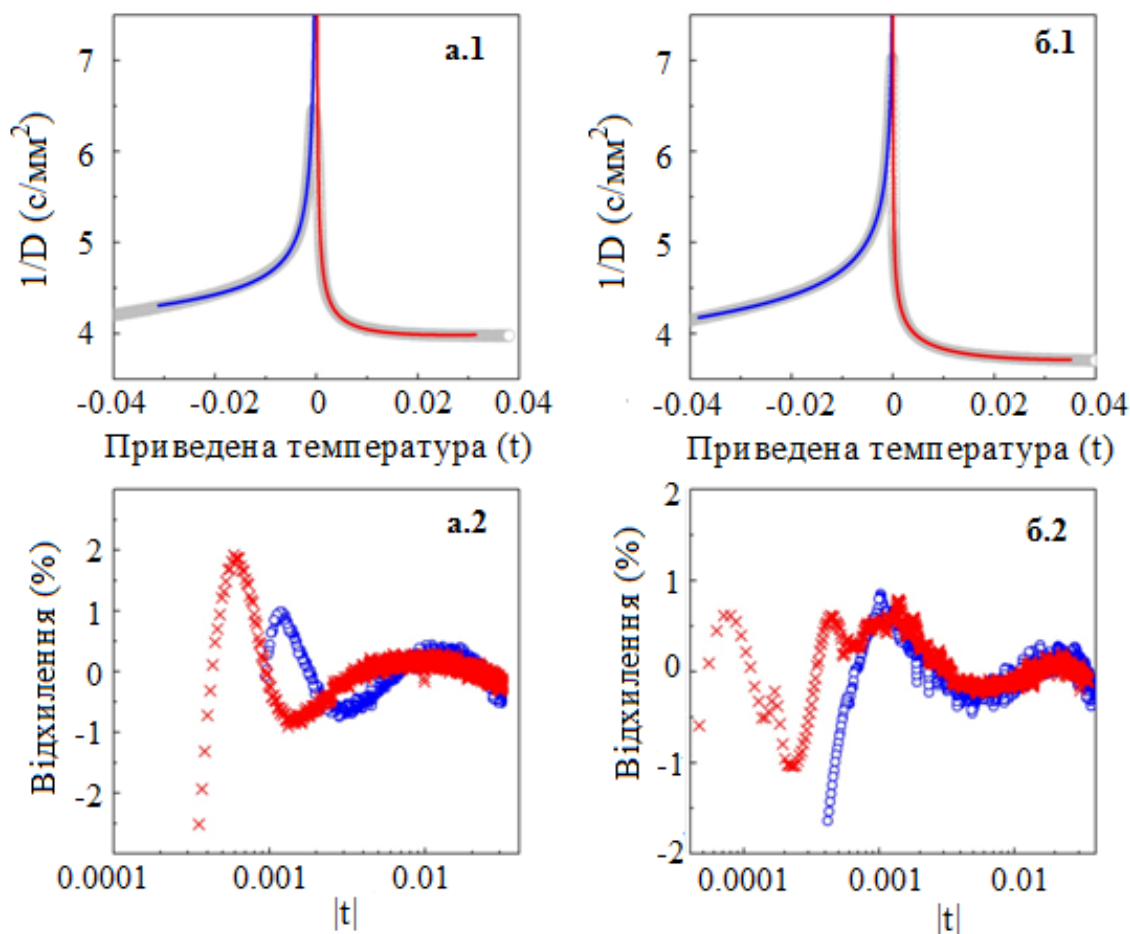 а.1
7
6
5
4
1/D (с/мм²)
-0.04 -0.02 0 0.02 0.04
Приведена температура (t)
б.1
7
6
5
4
1/D (с/мм²)
-0.04 -0.02 0 0.02 0.04
Приведена температура (t)
а.2
2
1
0
-1
-2
Відхилення (%)
0.0001 0.001 0.01
|t|
б.2
2
1
0
-1
-2
Відхилення (%)
0.0001 0.001 0.01
|t|